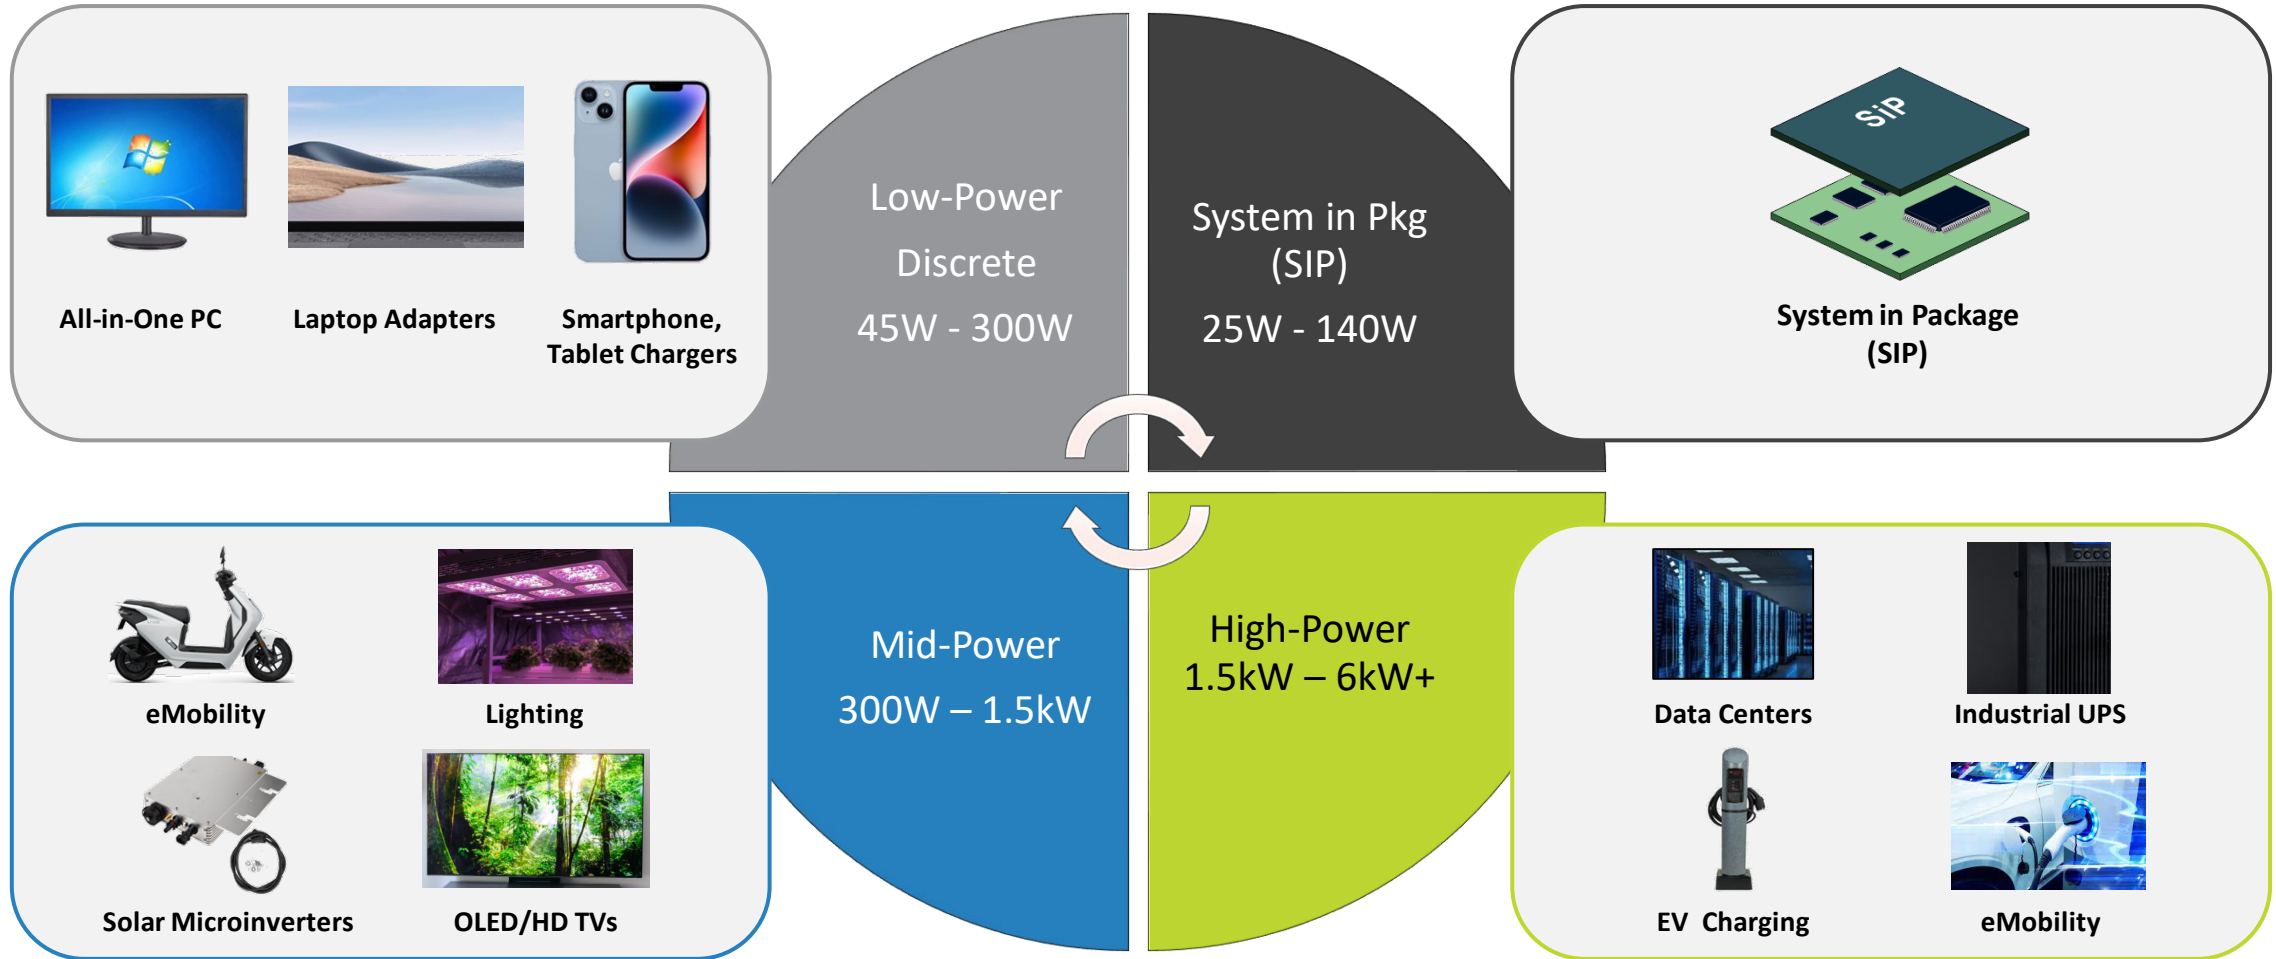 All-in-One PC
Laptop Adapters
Smartphone,
Tablet Chargers
Low-Power
Discrete
45W - 300W
System in Pkg
(SIP)
25W - 140W
SiP
System in Package
(SIP)
eMobility
Lighting
Solar Microinverters
OLED/HD TVs
Mid-Power
300W – 1.5kW
High-Power
1.5kW – 6kW+
Data Centers
Industrial UPS
EV Charging
eMobility